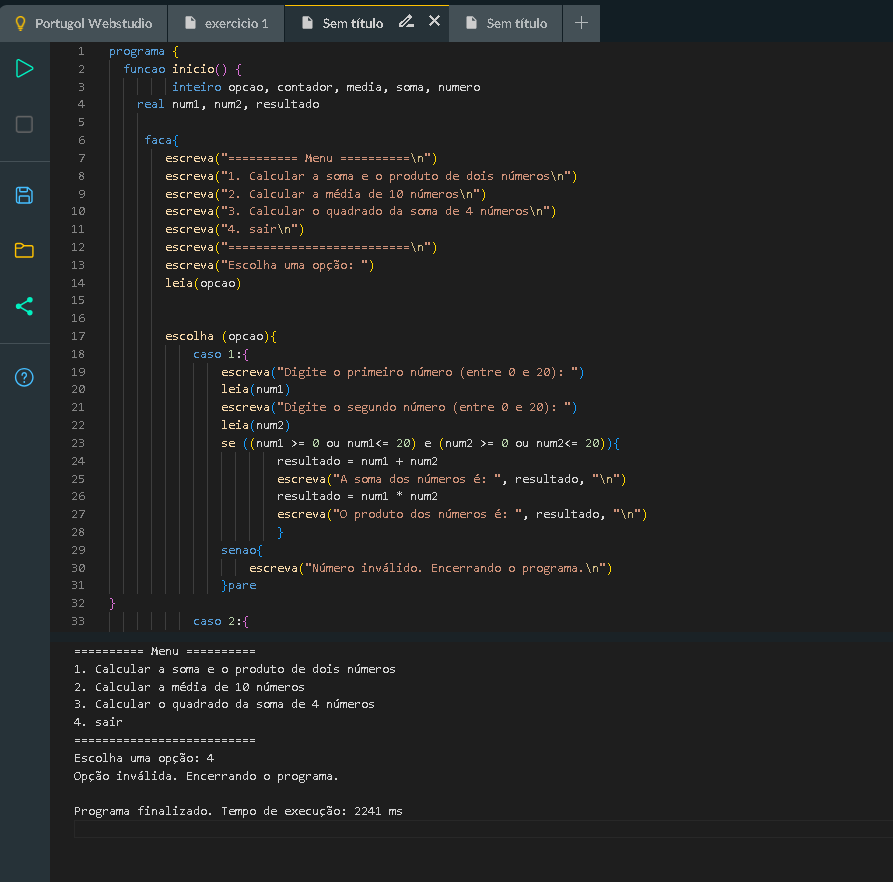 Portugol Webstudio
exercicio 1
Sem título
Sem título
1 programa {
2 funcao inicio() {
3 inteiro opcao, contador, media, soma, numero
4 real num1, num2, resultado
5
6 faca{
7 escreva("========== Menu ==========\n")
8 escreva("1. Calcular a soma e o produto de dois números\n")
9 escreva("2. Calcular a média de 10 números\n")
10 escreva("3. Calcular o quadrado da soma de 4 números\n")
11 escreva("4. sair\n")
12 escreva("==========================\n")
13 escreva("Escolha uma opção: ")
14 leia(opcao)
15
16
17 escolha (opcao){
18 caso 1:{
19 escreva("Digite o primeiro número (entre 0 e 20): ")
20 leia(num1)
21 escreva("Digite o segundo número (entre 0 e 20): ")
22 leia(num2)
23 se ((num1 >= 0 ou num1<= 20) e (num2 >= 0 ou num2<= 20)){
24 resultado = num1 + num2
25 escreva("A soma dos números é: ", resultado, "\n")
26 resultado = num1 * num2
27 escreva("O produto dos números é: ", resultado, "\n")
28 }
29 senao{
30 escreva("Número inválido. Encerrando o programa.\n")
31 }pare
32 }
33 caso 2:{
========== Menu ==========
1. Calcular a soma e o produto de dois números
2. Calcular a média de 10 números
3. Calcular o quadrado da soma de 4 números
4. sair
==========================
Escolha uma opção: 4
Opção inválida. Encerrando o programa.
Programa finalizado. Tempo de execução: 2241 ms